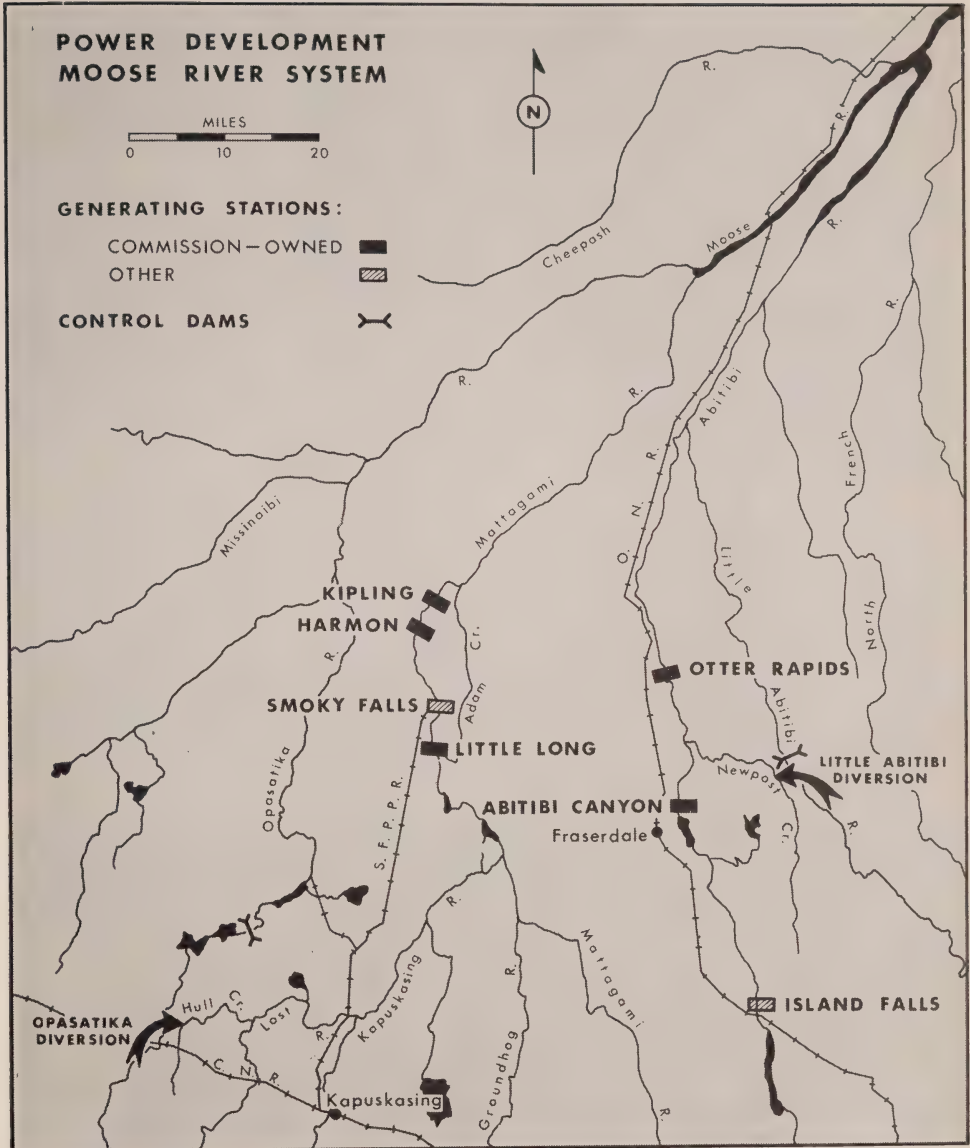 POWER DEVELOPMENT
MOOSE RIVER SYSTEM
MILES
0 10 20
N
GENERATING STATIONS:
COMMISSION—OWNED
OTHER
CONTROL DAMS
R.
R.
Cheepash
Moose
R.
R.
R.
R.
Abitibi
O. N. R.
French
Missinaibi
Mattagami
Little
KIPLING
HARMON
Cr.
North
R.
OTTER RAPIDS
SMOKY FALLS
Adam
Abitibi
LITTLE LONG
LITTLE ABITIBI
DIVERSION
Newpost
Opasatika
S. F. P. P. R.
ABITIBI CANYON
Fraserdale
Cr.
R.
R.
Mattagami
R.
Hull
Cr.
Lost
R.
Kapuskasing
ISLAND FALLS
OPASATIKA
DIVERSION
C. N. R.
Groundhog
Kapuskasing
R.